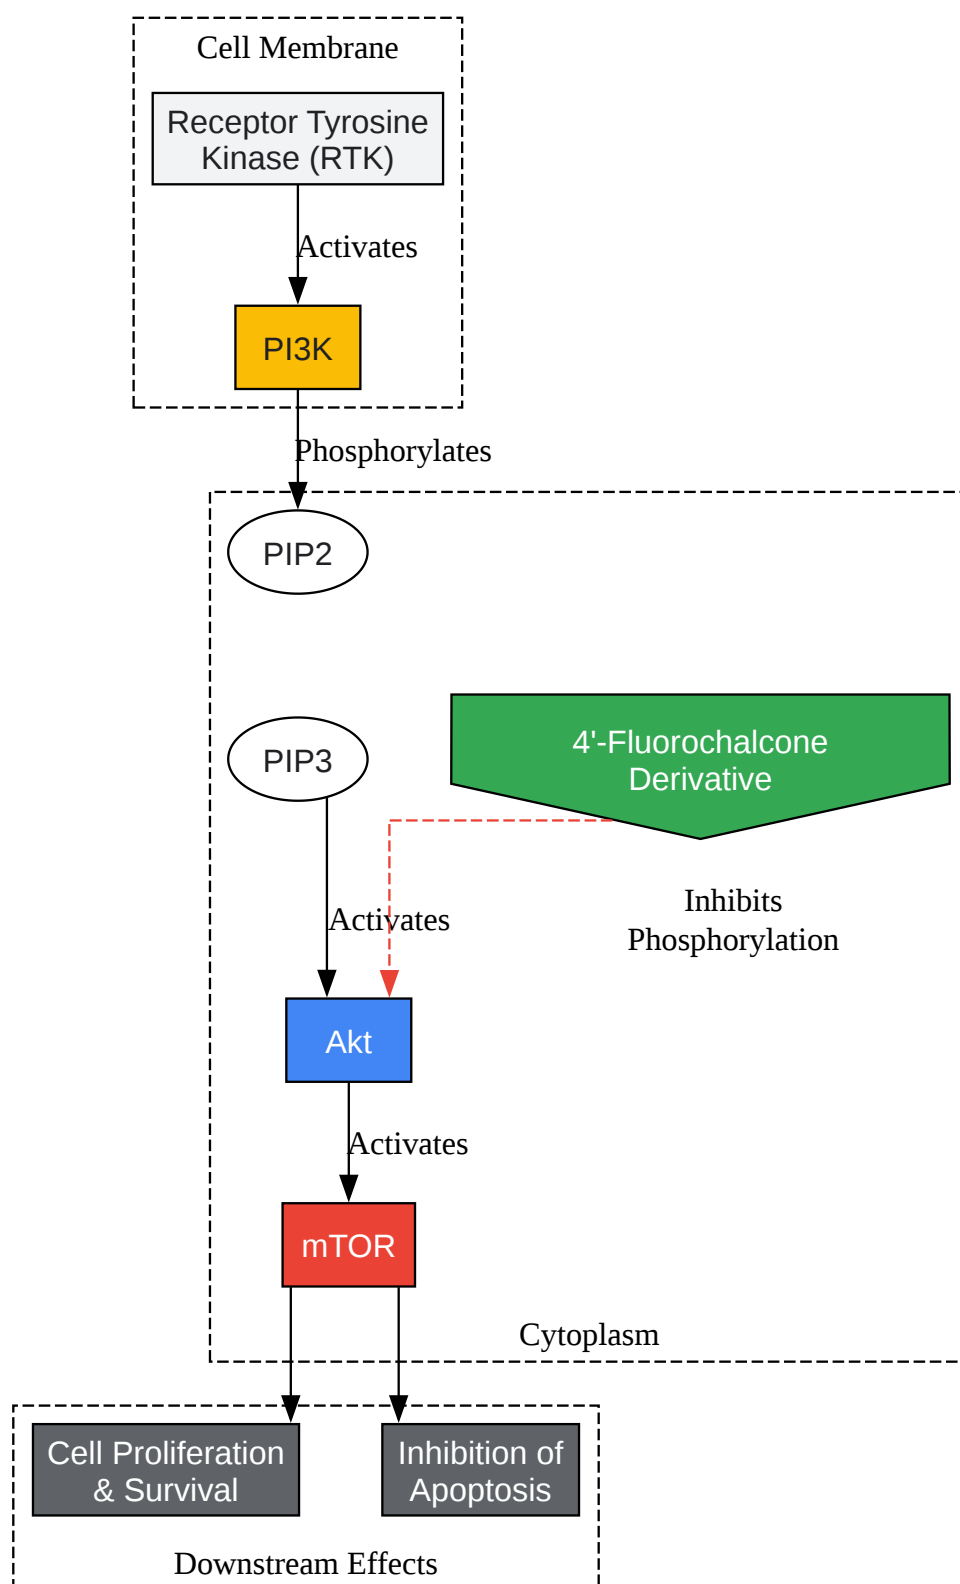 Cell Membrane
Receptor Tyrosine
Kinase (RTK)
Activates
PI3K
Phosphorylates
PIP2
PIP3
4'-Fluorochalcone
Derivative
Activates
Inhibits
Phosphorylation
Akt
Activates
mTOR
Cytoplasm
Cell Proliferation
& Survival
Inhibition of
Apoptosis
Downstream Effects